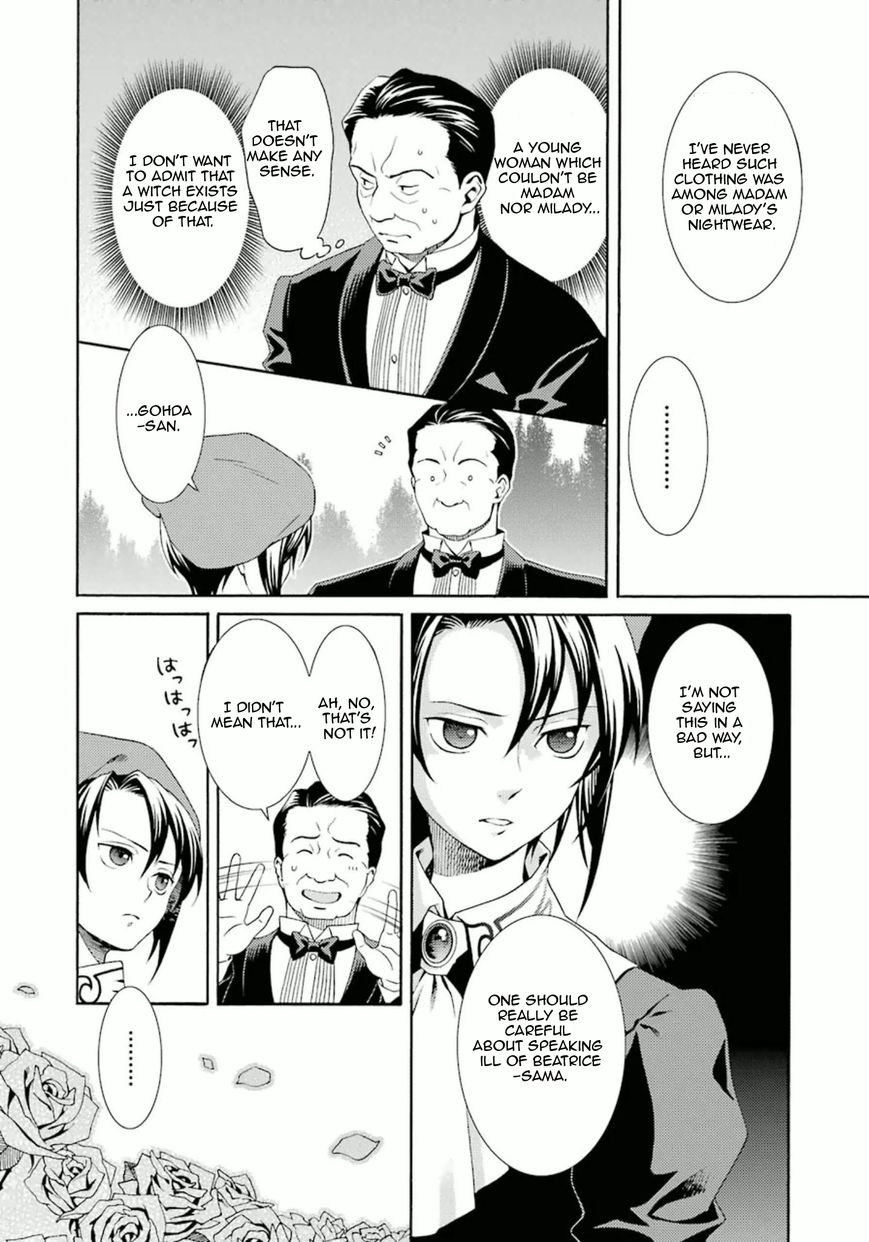 I'VE NEVER
HEARD SUCH
CLOTHING WAS
AMONG MADAM
OR MILADY'S
NIGHTWEAR.
.........
A YOUNG
WOMAN WHICH
COULDN'T BE
MADAM
NOR MILADY...
THAT
DOESN'T
MAKE ANY
SENSE.
I DON'T WANT
TO ADMIT THAT
A WITCH EXISTS
JUST BECAUSE
OF THAT.
...GOHDA
-SAN.
I'M NOT
SAYING
THIS IN A
BAD WAY,
BUT...
ONE SHOULD
REALLY BE
CAREFUL
ABOUT SPEAKING
ILL OF BEATRICE
-SAMA.
AH, NO,
THAT'S
NOT IT!
I DIDN'T
MEAN THAT...
はっはっはっ
.........